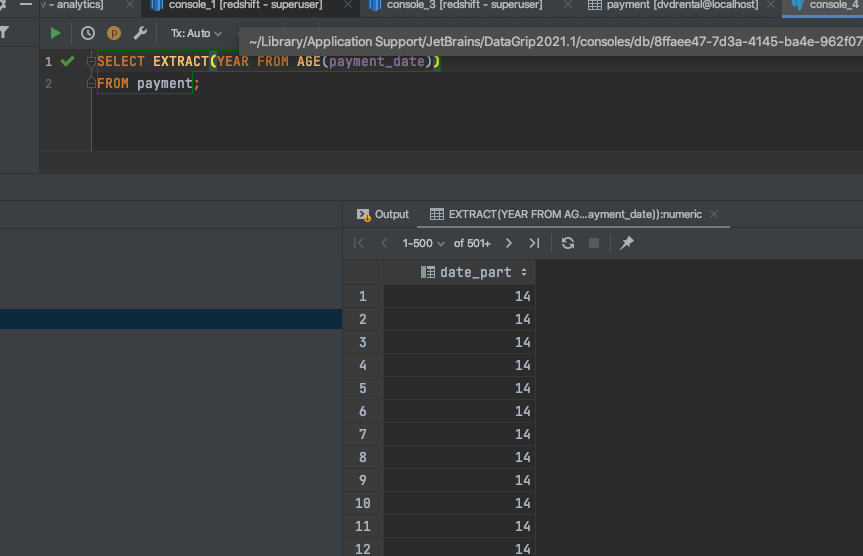 - analytics]
console_1 [redshift - superuser]
console_3 [redshift - superuser]
payment [dvdrental@localhost]
console_4
Tx: Auto
~/Library/Application Support/JetBrains/DataGrip2021.1/consoles/db/8ffaee47-7d3a-4145-ba4e-962f07
1 SELECT EXTRACT(YEAR FROM AGE(payment_date))
2 FROM payment;
Output
EXTRACT(YEAR FROM AG...ayment_date)):numeric
1-500 of 501+
date_part
1 14
2 14
3 14
4 14
5 14
6 14
7 14
8 14
9 14
10 14
11 14
12 14